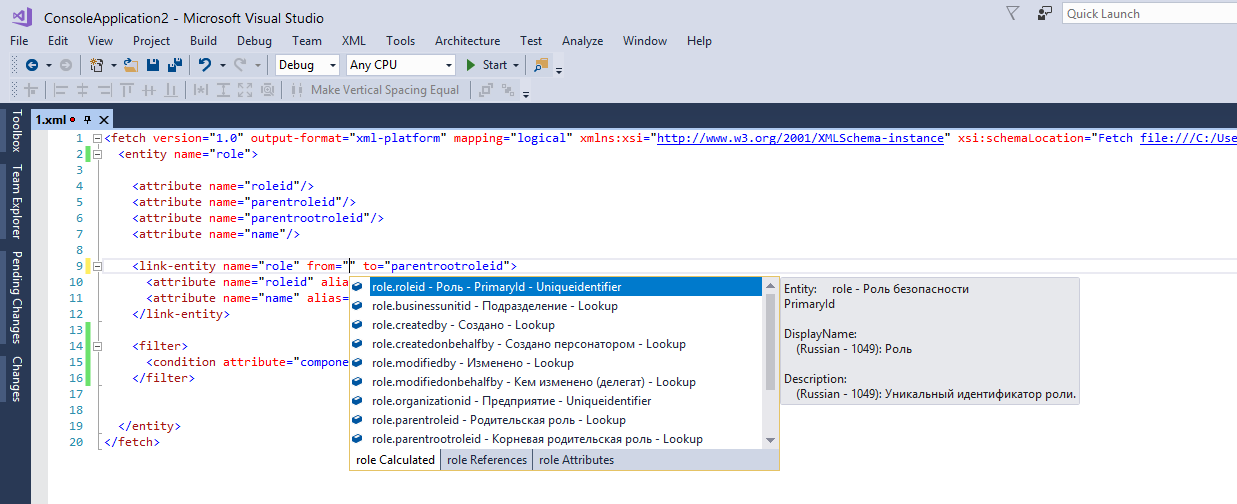 ConsoleApplication2 - Microsoft Visual Studio
Quick Launch
File Edit View Project Build Debug Team XML Tools Architecture Test Analyze Window Help
Debug Any CPU Start
Make Vertical Spacing Equal
Toolbox
Team Explorer
Pending Changes
Changes
1.xml
1 <fetch version="1.0" output-format="xml-platform" mapping="logical" xmlns:xsi="http://www.w3.org/2001/XMLSchema-instance" xsi:schemaLocation="Fetch file:///C:/Use
2 <entity name="role">
3
4 <attribute name="roleid"/>
5 <attribute name="parentroleid"/>
6 <attribute name="parentrootroleid"/>
7 <attribute name="name"/>
8
9 <link-entity name="role" from="" to="parentrootroleid">
10 <attribute name="roleid" alia
11 <attribute name="name" alias=
12 </link-entity>
13
14 <filter>
15 <condition attribute="compone
16 </filter>
17
18
19 </entity>
20 </fetch>
role.roleid - Роль - PrimaryId - Uniqueidentifier
role.businessunitid - Подразделение - Lookup
role.createdby - Создано - Lookup
role.createdonbehalfby - Создано персонатором - Lookup
role.modifiedby - Изменено - Lookup
role.modifiedonbehalfby - Кем изменено (делегат) - Lookup
role.organizationid - Предприятие - Uniqueidentifier
role.parentroleid - Родительская роль - Lookup
role.parentrootroleid - Корневая родительская роль - Lookup
role Calculated role References role Attributes
Entity: role - Роль безопасности
PrimaryId
DisplayName:
(Russian - 1049): Роль
Description:
(Russian - 1049): Уникальный идентификатор роли.